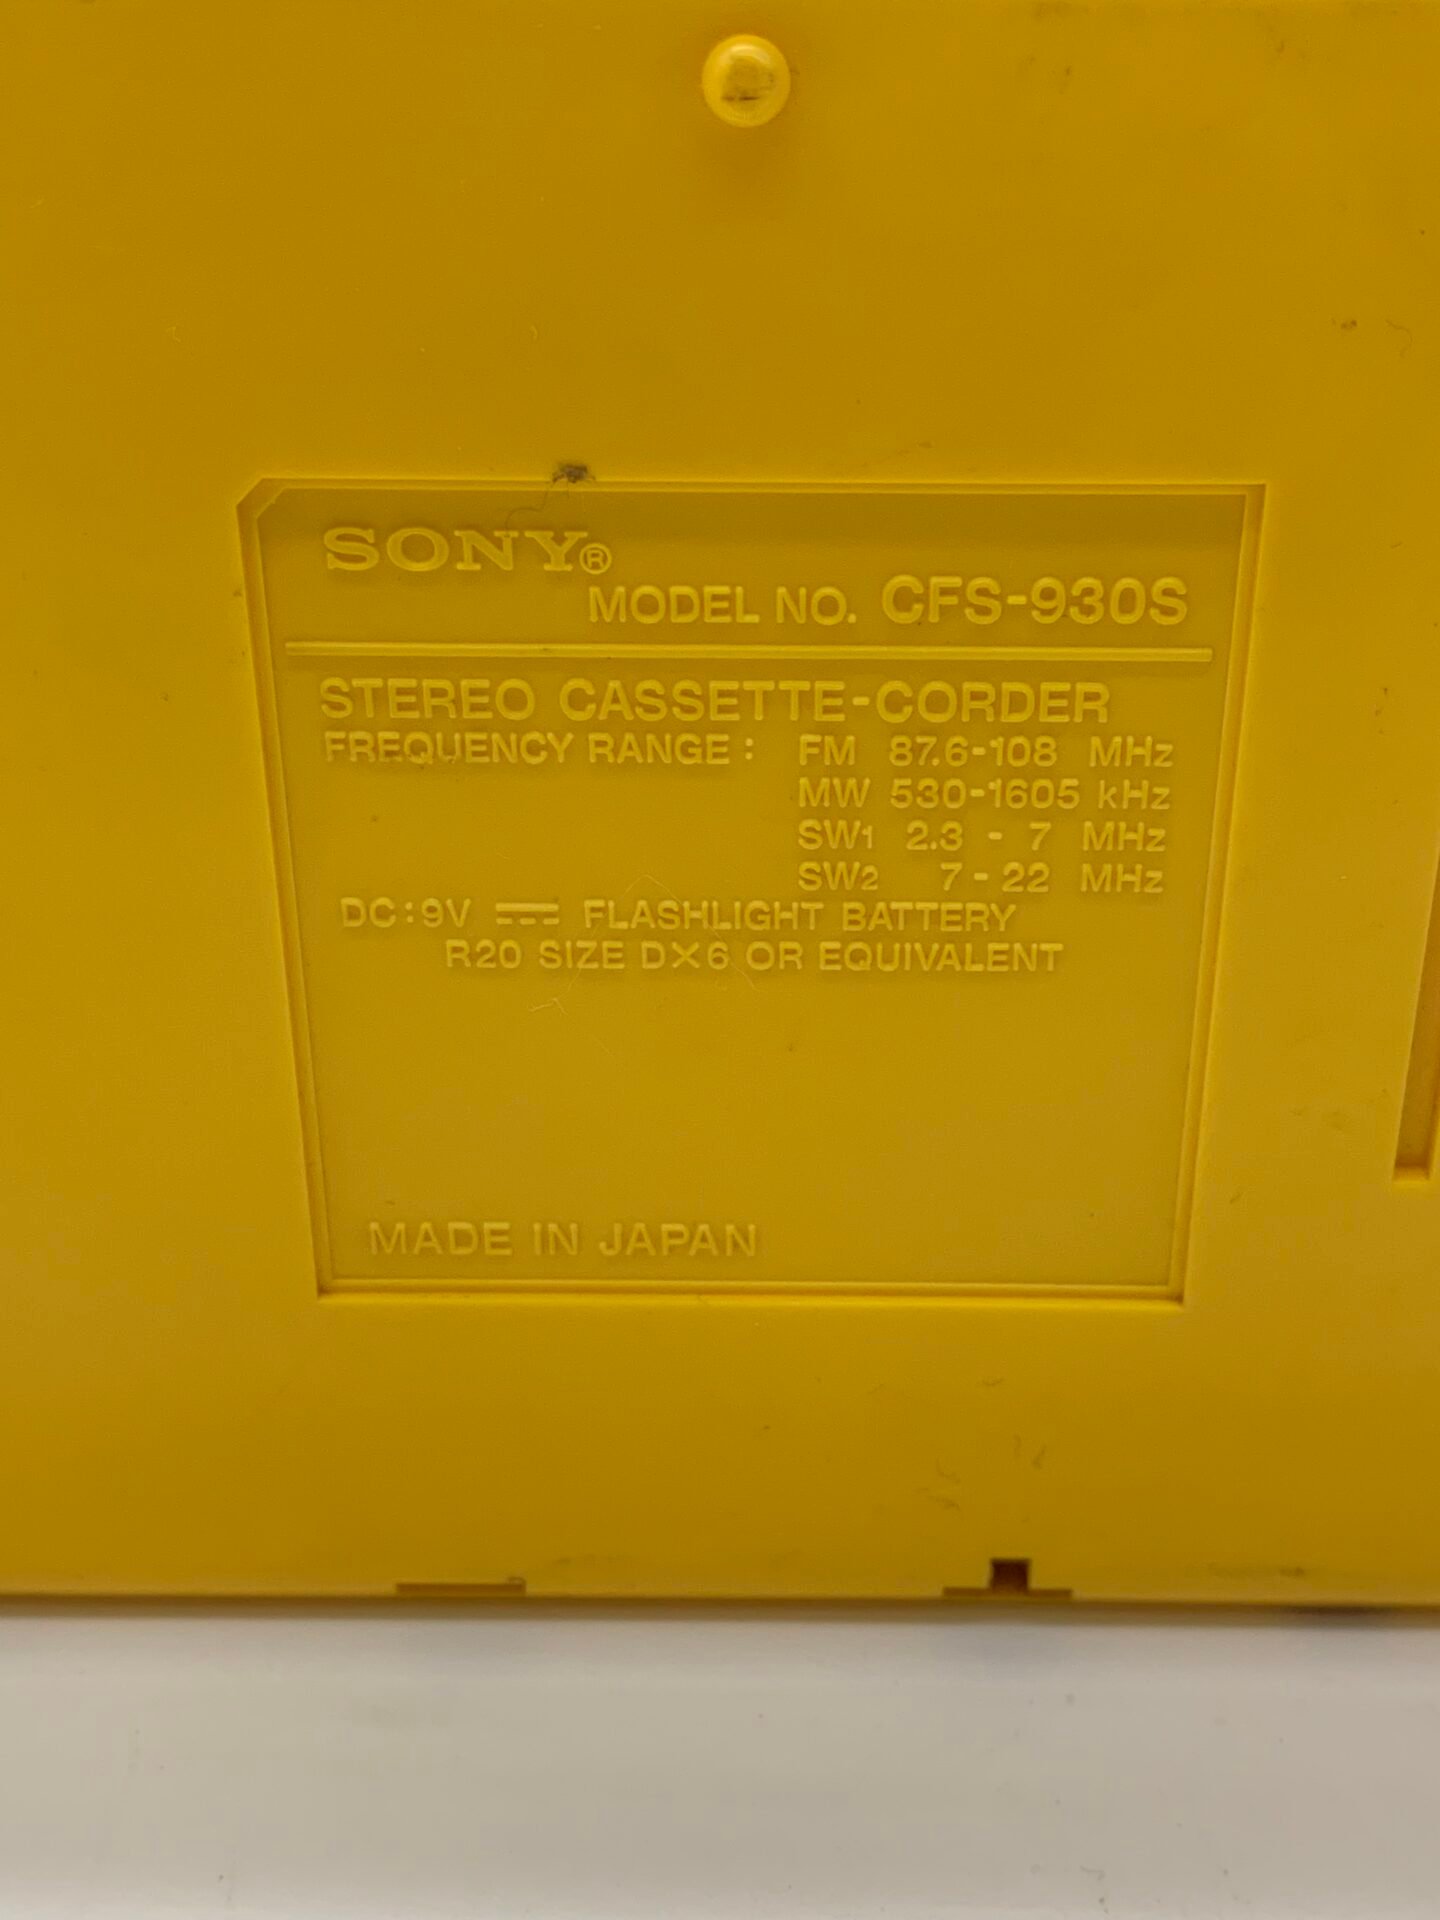 SONY®
MODEL NO. CFS-930S
STEREO CASSETTE-CORDER
FREQUENCY RANGE : FM 87.6-108 MHz
MW 530-1605 kHz
SW1 2.3 - 7 MHz
SW2 7 - 22 MHz
DC : 9V ⎓ FLASHLIGHT BATTERY
R20 SIZE D×6 OR EQUIVALENT
MADE IN JAPAN